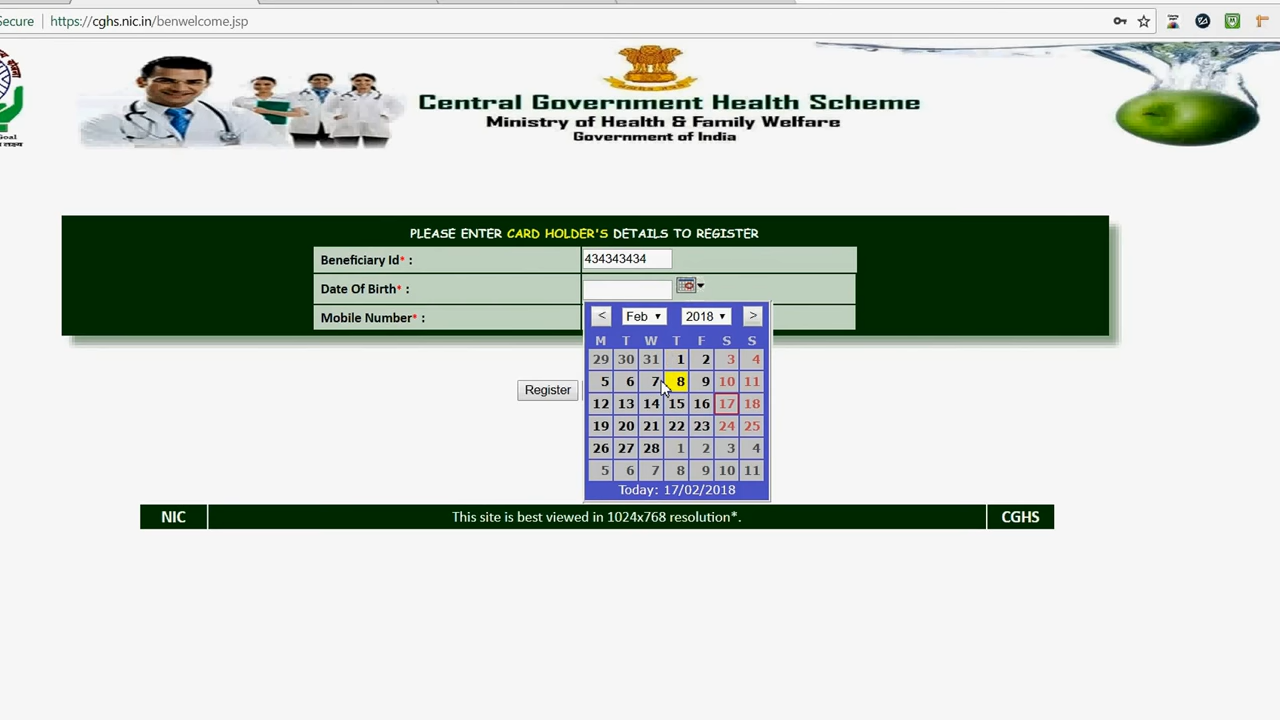 ecure https://cghs.nic.in/benwelcome.jsp
Central Government Health Scheme
Ministry of Health & Family Welfare
Government of India
oal
PLEASE ENTER CARD HOLDER'S DETAILS TO REGISTER
Beneficiary Id* : 434343434
Date Of Birth* :
Mobile Number* :
< Feb ▼ 2018 ▼ >
M T W T F S S
29 30 31 1 2 3 4
5 6 7 8 9 10 11
12 13 14 15 16 17 18
19 20 21 22 23 24 25
26 27 28 1 2 3 4
5 6 7 8 9 10 11
Today: 17/02/2018
Register
NIC This site is best viewed in 1024x768 resolution*. CGHS